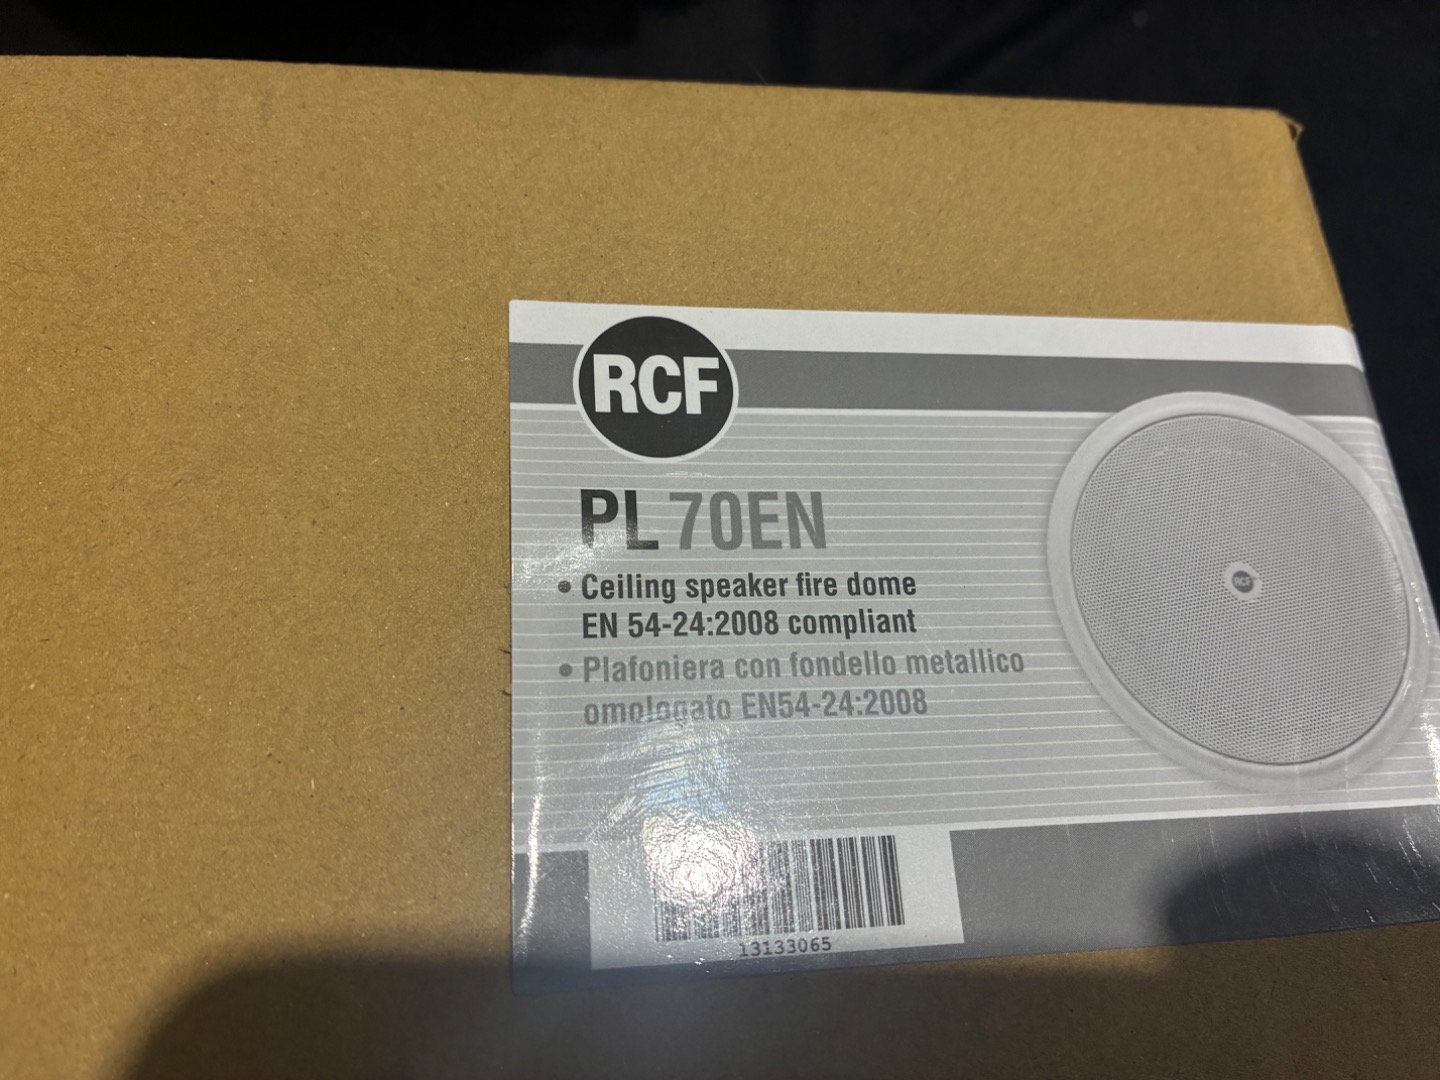 RCF
PL 70EN
• Ceiling speaker fire dome
EN 54-24:2008 compliant
• Plafoniera con fondello metallico
omologato EN54-24:2008
RCF
13133065